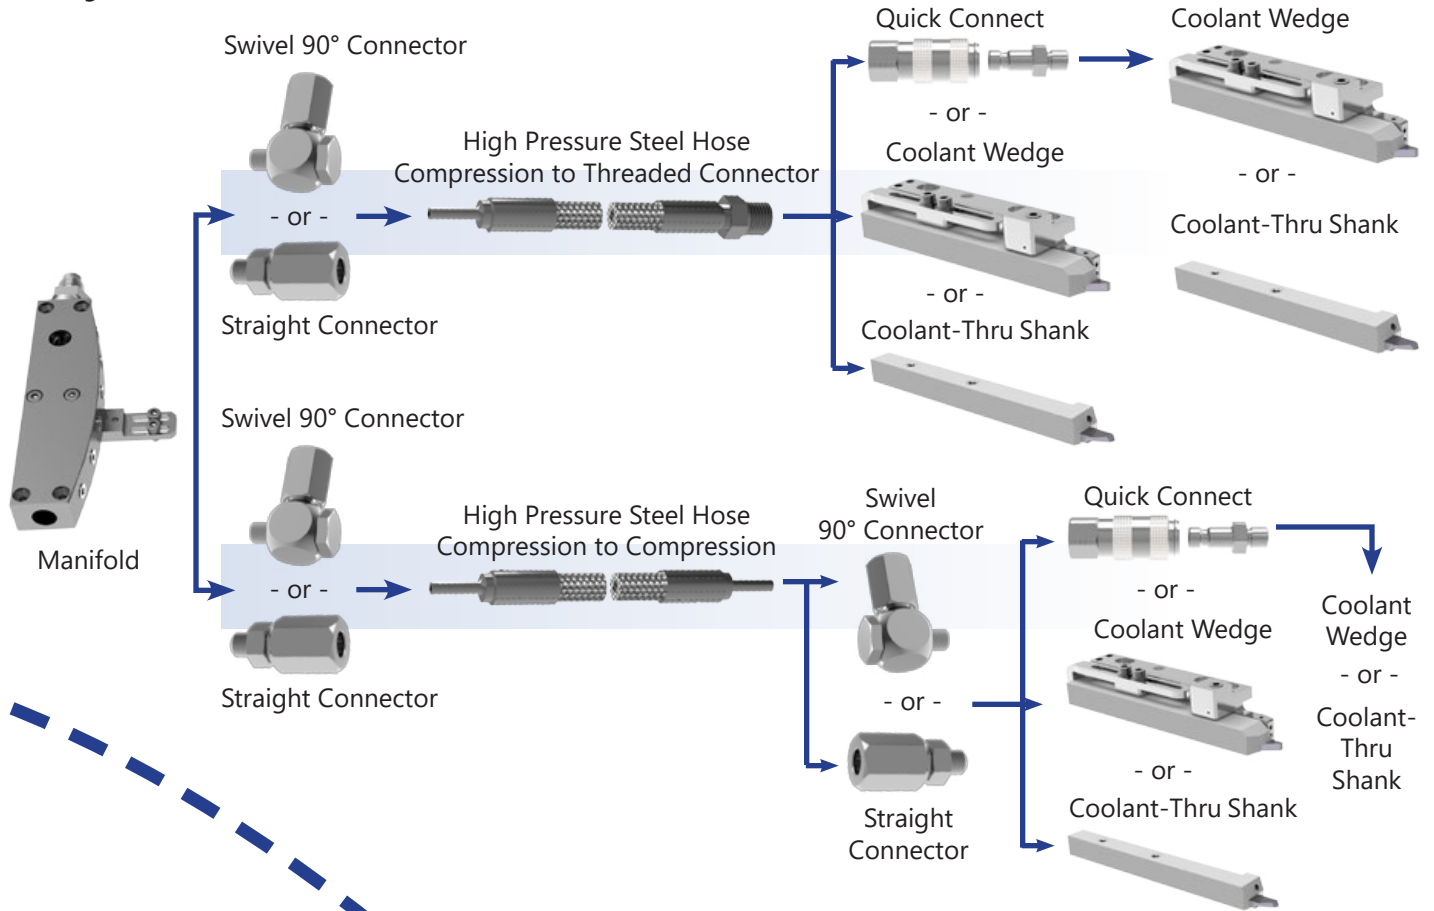 Swivel 90° Connector
- or -
Straight Connector
High Pressure Steel Hose
Compression to Threaded Connector
Quick Connect
- or -
Coolant Wedge
- or -
Coolant-Thru Shank
Coolant Wedge
- or -
Coolant-Thru Shank
Manifold
Swivel 90° Connector
- or -
Straight Connector
High Pressure Steel Hose
Compression to Compression
Swivel
90° Connector
- or -
Straight
Connector
Quick Connect
- or -
Coolant Wedge
- or -
Coolant-Thru Shank
Coolant
Wedge
- or -
Coolant-
Thru
Shank